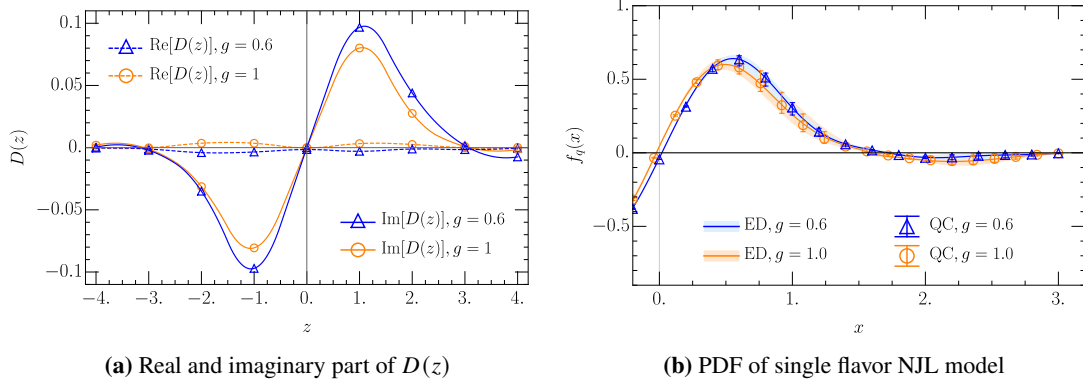 0.1
0.05
0.
−0.05
−0.1
D(z)
Re[D(z)], g = 0.6
Re[D(z)], g = 1
Im[D(z)], g = 0.6
Im[D(z)], g = 1
−4. −3. −2. −1. 0. 1. 2. 3. 4.
z
(a) Real and imaginary part of D(z)
1.
0.5
0.
−0.5
f_q(x)
ED, g = 0.6 QC, g = 0.6
ED, g = 1.0 QC, g = 1.0
0. 1. 2. 3.
x
(b) PDF of single flavor NJL model